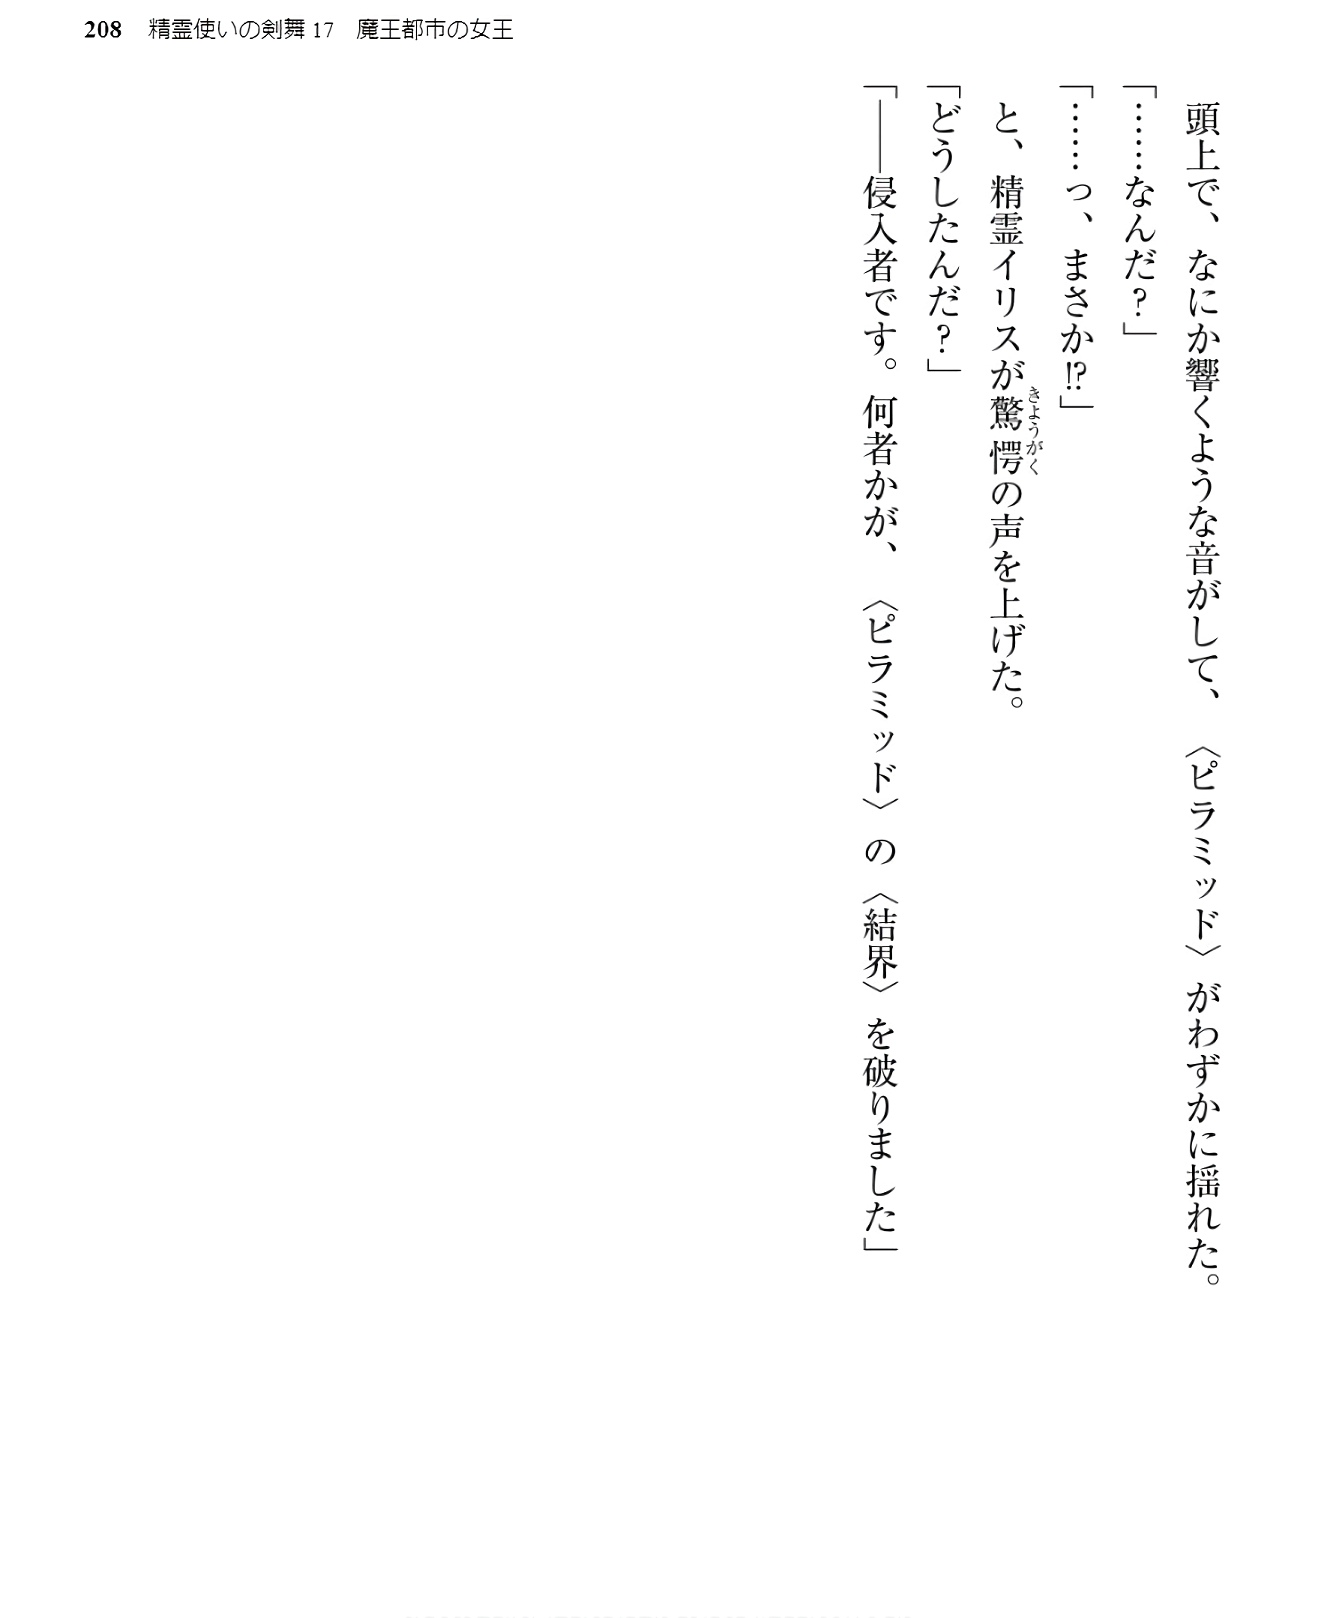 208 精霊使いの剣舞 17 魔王都市の女王
頭上で、なにか響くような音がして、〈ピラミッド〉がわずかに揺れた。
「……なんだ？」
「……っ、まさか⁉」
と、精霊イリスが驚愕の声を上げた。
きょうがく
「どうしたんだ？」
「――侵入者です。何者かが、〈ピラミッド〉の〈結界〉を破りました」